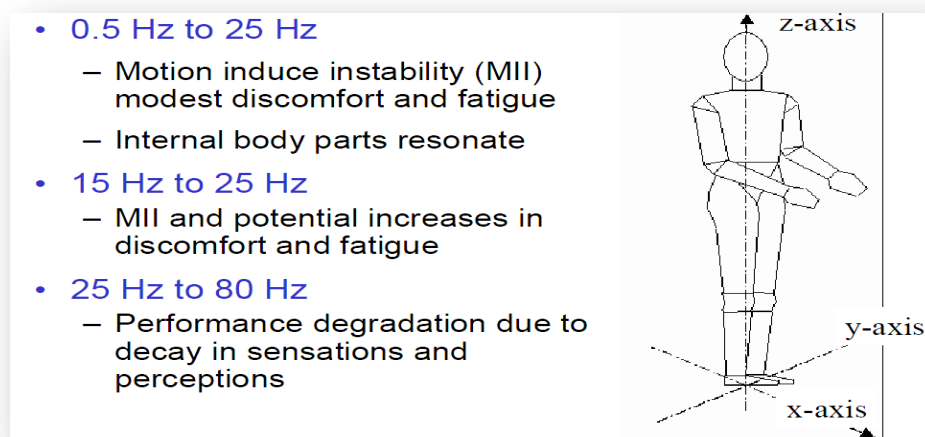 • 0.5 Hz to 25 Hz
– Motion induce instability (MII)
modest discomfort and fatigue
– Internal body parts resonate
• 15 Hz to 25 Hz
– MII and potential increases in
discomfort and fatigue
• 25 Hz to 80 Hz
– Performance degradation due to
decay in sensations and
perceptions
z-axis
y-axis
x-axis